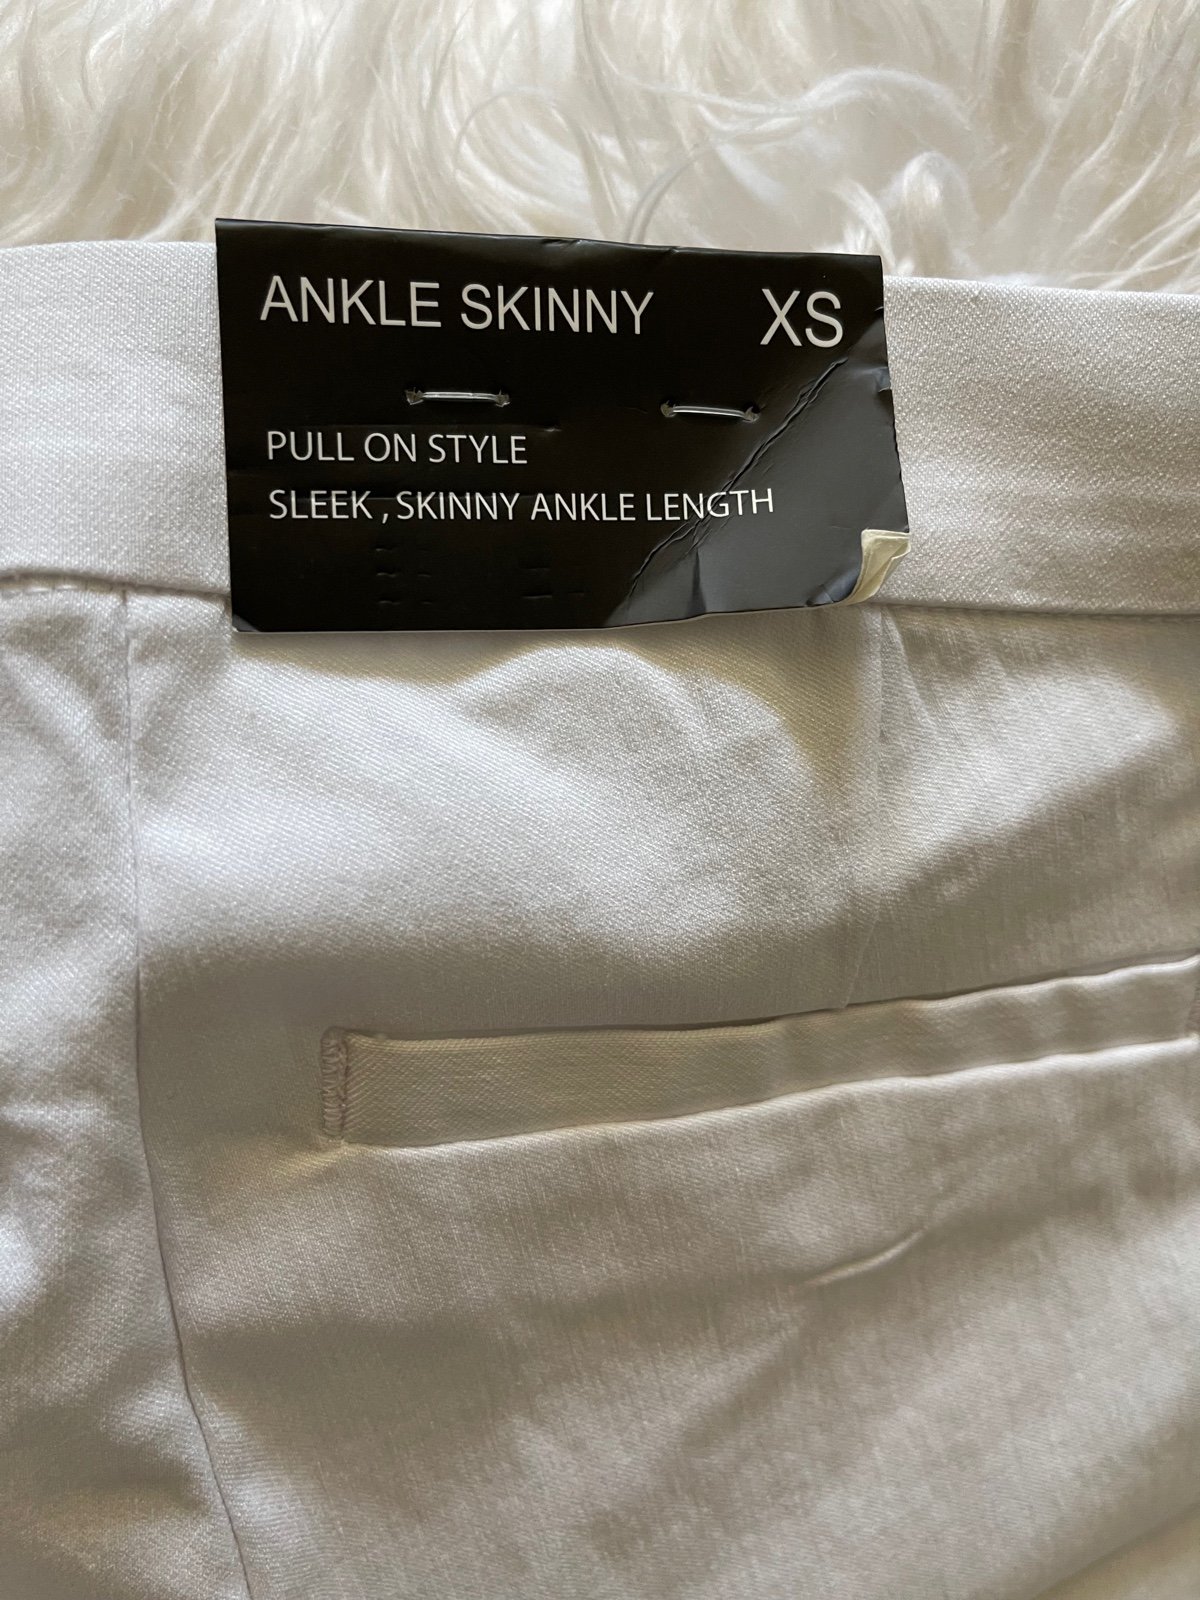 ANKLE SKINNY XS
PULL ON STYLE
SLEEK , SKINNY ANKLE LENGTH